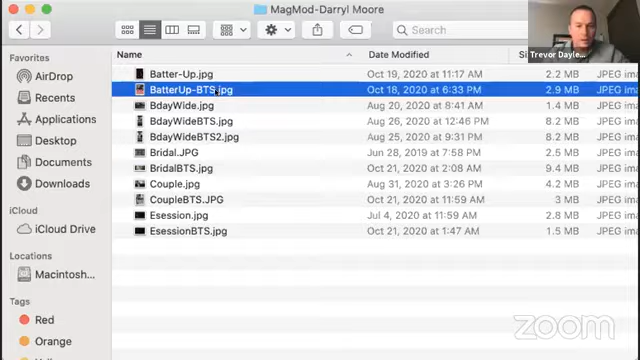 MagMod-Darryl Moore
Search
Trevor Dayle...
Favorites
AirDrop
Recents
Applications
Desktop
Documents
Downloads
iCloud
iCloud Drive
Locations
Macintosh...
Tags
Red
Orange
Name Date Modified
Batter-Up.jpg Oct 19, 2020 at 11:17 AM 2.2 MB JPEG ima
BatterUp-BTS.jpg Oct 18, 2020 at 6:33 PM 2.9 MB JPEG ima
BdayWide.jpg Aug 20, 2020 at 8:41 AM 1.4 MB JPEG ima
BdayWideBTS.jpg Aug 26, 2020 at 12:46 PM 8.2 MB JPEG ima
BdayWideBTS2.jpg Aug 25, 2020 at 9:31 PM 8.2 MB JPEG ima
Bridal.JPG Jun 28, 2019 at 7:58 PM 2.5 MB JPEG ima
BridalBTS.jpg Oct 21, 2020 at 2:08 AM 9.4 MB JPEG ima
Couple.jpg Aug 31, 2020 at 3:26 PM 4.2 MB JPEG ima
CoupleBTS.JPG Oct 21, 2020 at 11:59 AM 3 MB JPEG ima
Esession.jpg Jul 4, 2020 at 11:59 AM 2.8 MB JPEG ima
EsessionBTS.jpg Oct 21, 2020 at 1:47 AM 1.5 MB JPEG ima
zoom